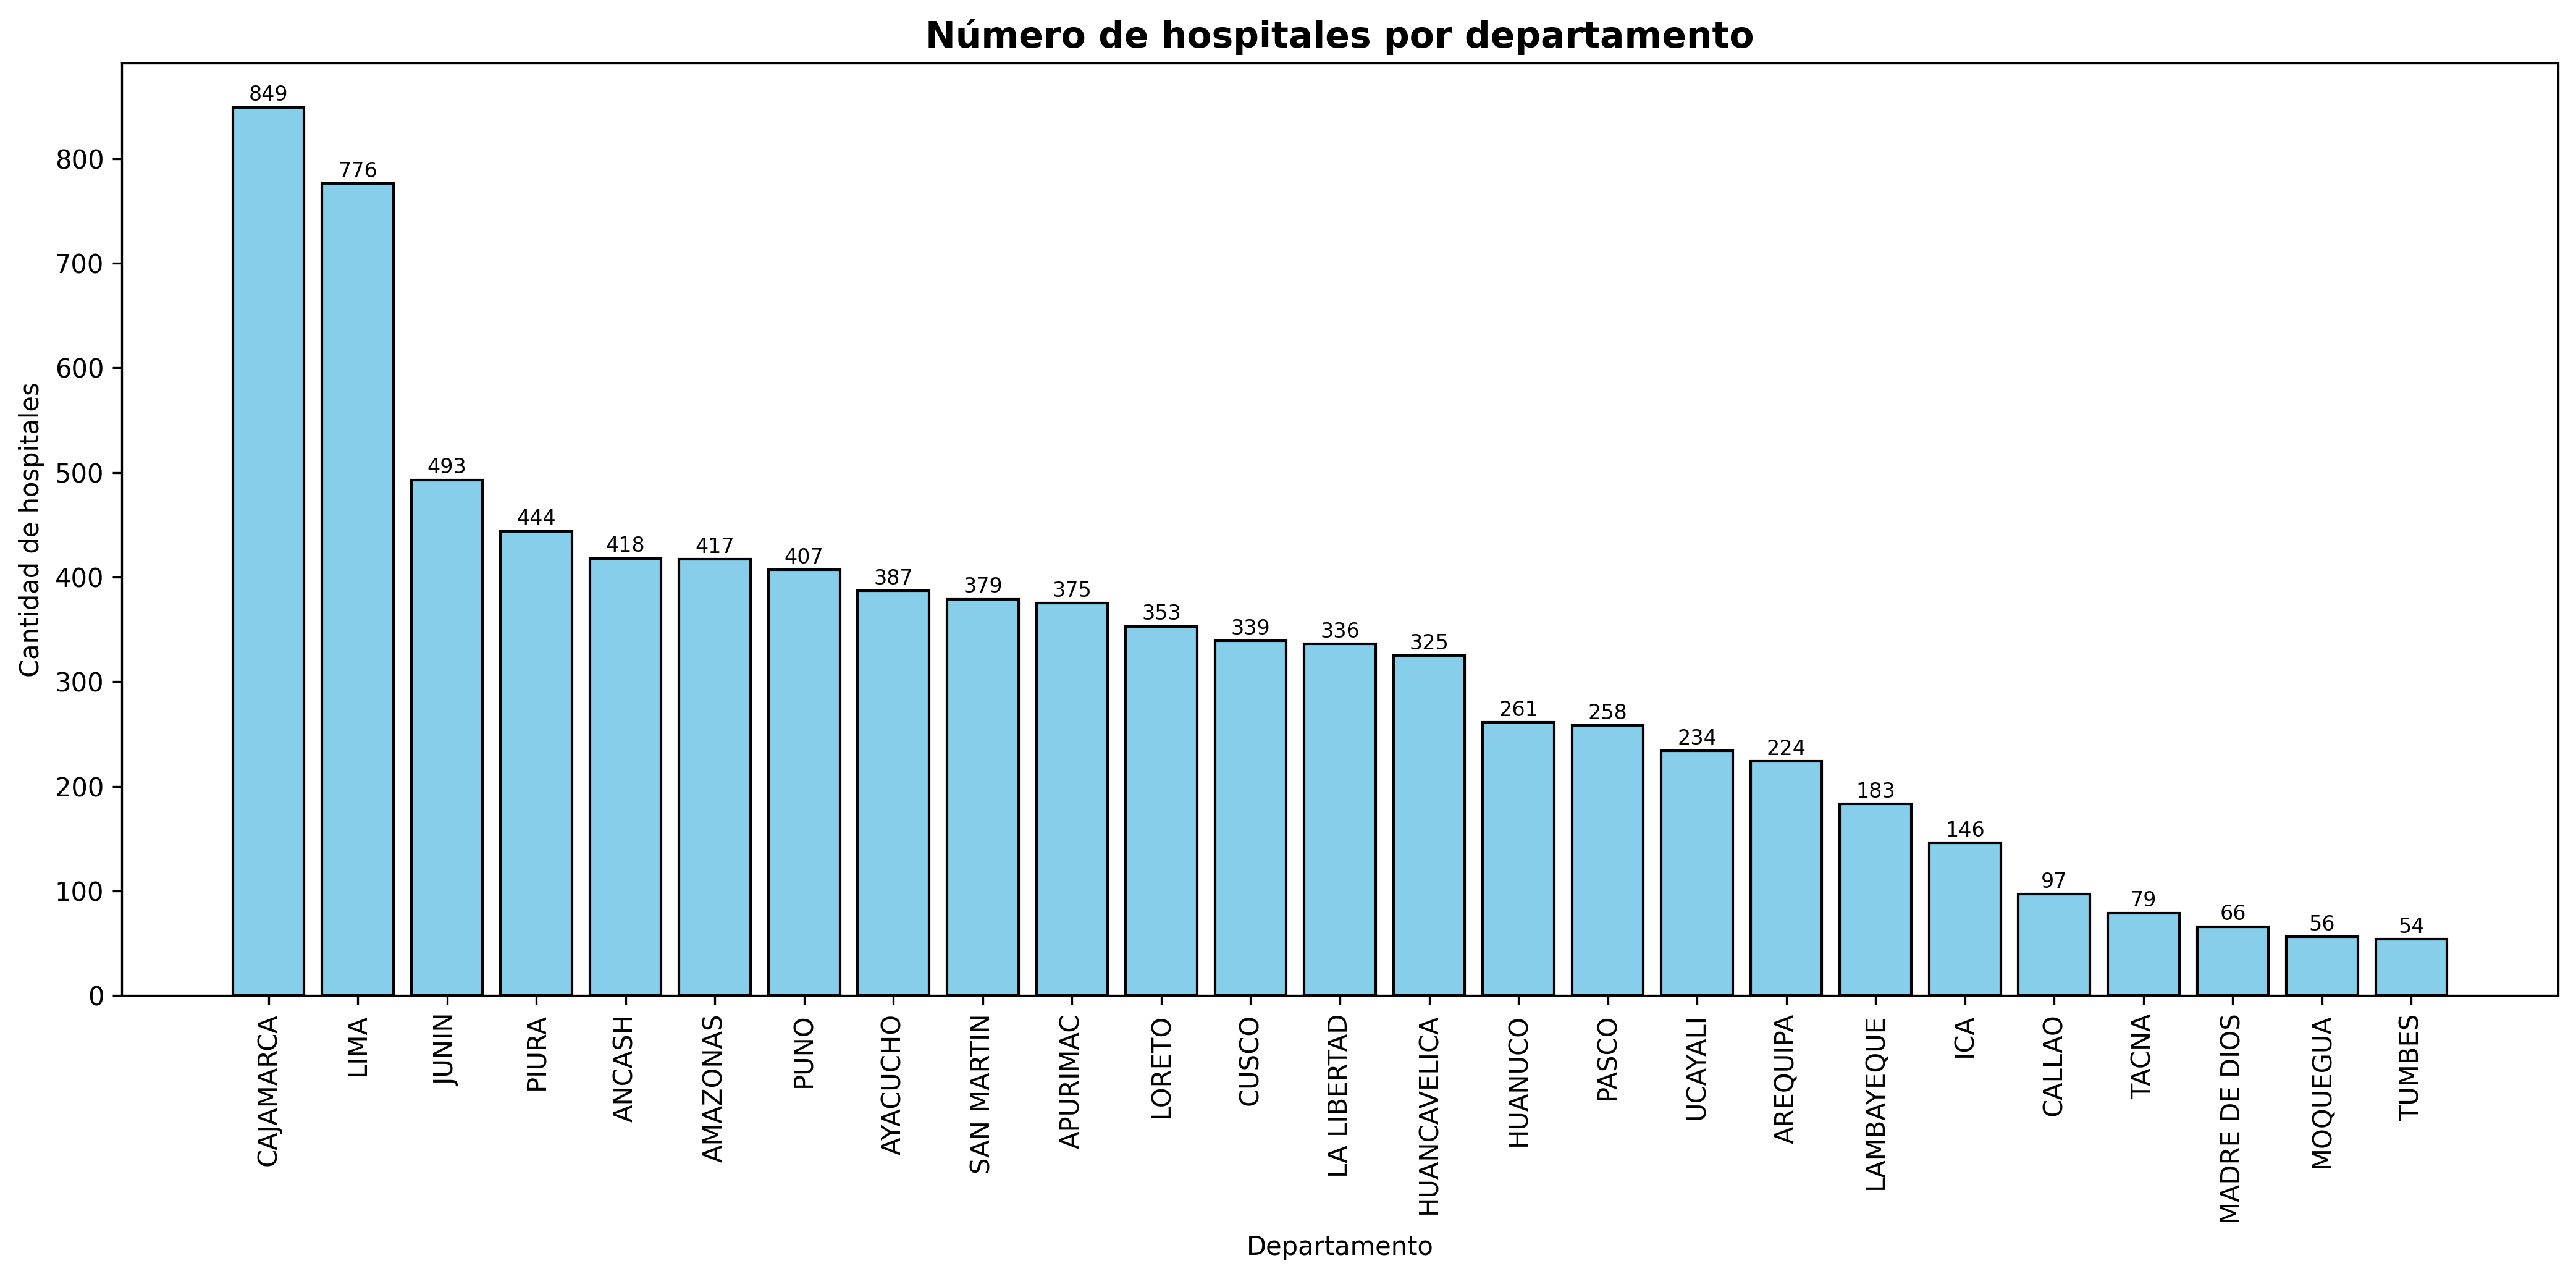 Número de hospitales por departamento
Cantidad de hospitales
800
700
600
500
400
300
200
100
0
849
776
493
444
418
417
407
387
379
375
353
339
336
325
261
258
234
224
183
146
97
79
66
56
54
CAJAMARCA
LIMA
JUNIN
PIURA
ANCASH
AMAZONAS
PUNO
AYACUCHO
SAN MARTIN
APURIMAC
LORETO
CUSCO
LA LIBERTAD
HUANCAVELICA
HUANUCO
PASCO
UCAYALI
AREQUIPA
LAMBAYEQUE
ICA
CALLAO
TACNA
MADRE DE DIOS
MOQUEGUA
TUMBES
Departamento